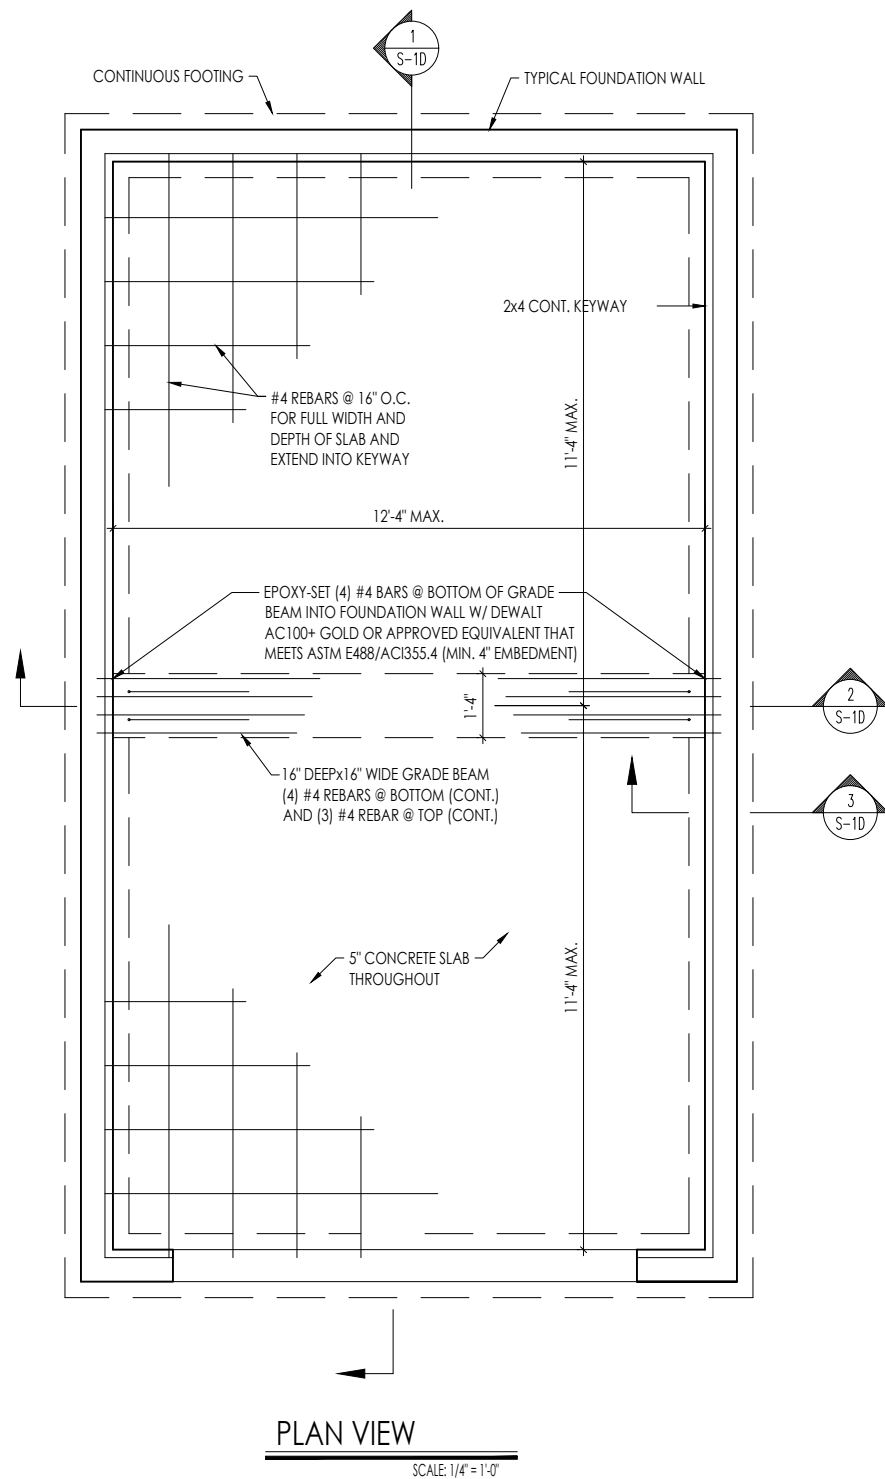 1
S-1D
CONTINUOUS FOOTING
TYPICAL FOUNDATION WALL
2x4 CONT. KEYWAY
#4 REBARS @ 16" O.C.
FOR FULL WIDTH AND
DEPTH OF SLAB AND
EXTEND INTO KEYWAY
11'-4" MAX.
12'-4" MAX.
EPOXY-SET (4) #4 BARS @ BOTTOM OF GRADE
BEAM INTO FOUNDATION WALL W/ DEWALT
AC100+ GOLD OR APPROVED EQUIVALENT THAT
MEETS ASTM E488/ACI355.4 (MIN. 4" EMBEDMENT)
1'-4"
2
S-1D
16" DEEPx16" WIDE GRADE BEAM
(4) #4 REBARS @ BOTTOM (CONT.)
AND (3) #4 REBAR @ TOP (CONT.)
3
S-1D
5" CONCRETE SLAB
THROUGHOUT
11'-4" MAX.
PLAN VIEW
SCALE: 1/4" = 1'-0"